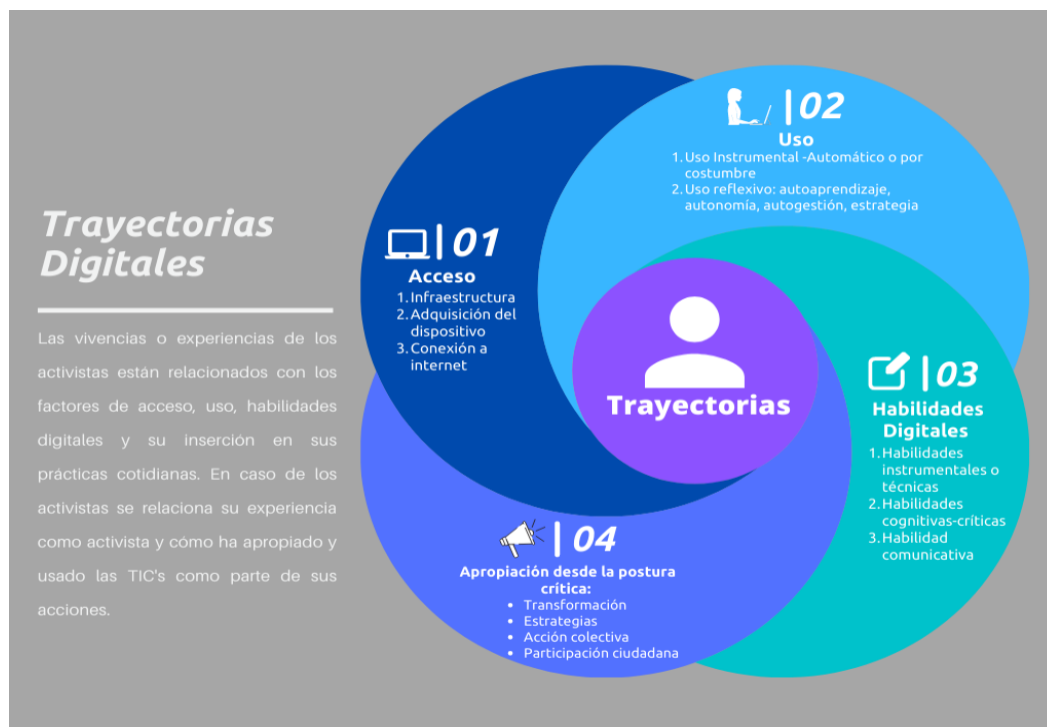 Trayectorias
Digitales
Las vivencias o experiencias de los
activistas están relacionados con los
factores de acceso, uso, habilidades
digitales y su inserción en sus
prácticas cotidianas. En caso de los
activistas se relaciona su experiencia
como activista y cómo ha apropiado y
usado las TIC's como parte de sus
acciones.
|01
Acceso
1. Infraestructura
2. Adquisición del
dispositivo
3. Conexión a
internet
|02
Uso
1. Uso Instrumental -Automático o por
costumbre
2. Uso reflexivo: autoaprendizaje,
autonomía, autogestión, estrategia
Trayectorias
|03
Habilidades
Digitales
1. Habilidades
instrumentales o
técnicas
2. Habilidades
cognitivas-críticas
3. Habilidad
comunicativa
|04
Apropiación desde la postura
crítica:
• Transformación
• Estrategias
• Acción colectiva
• Participación ciudadana